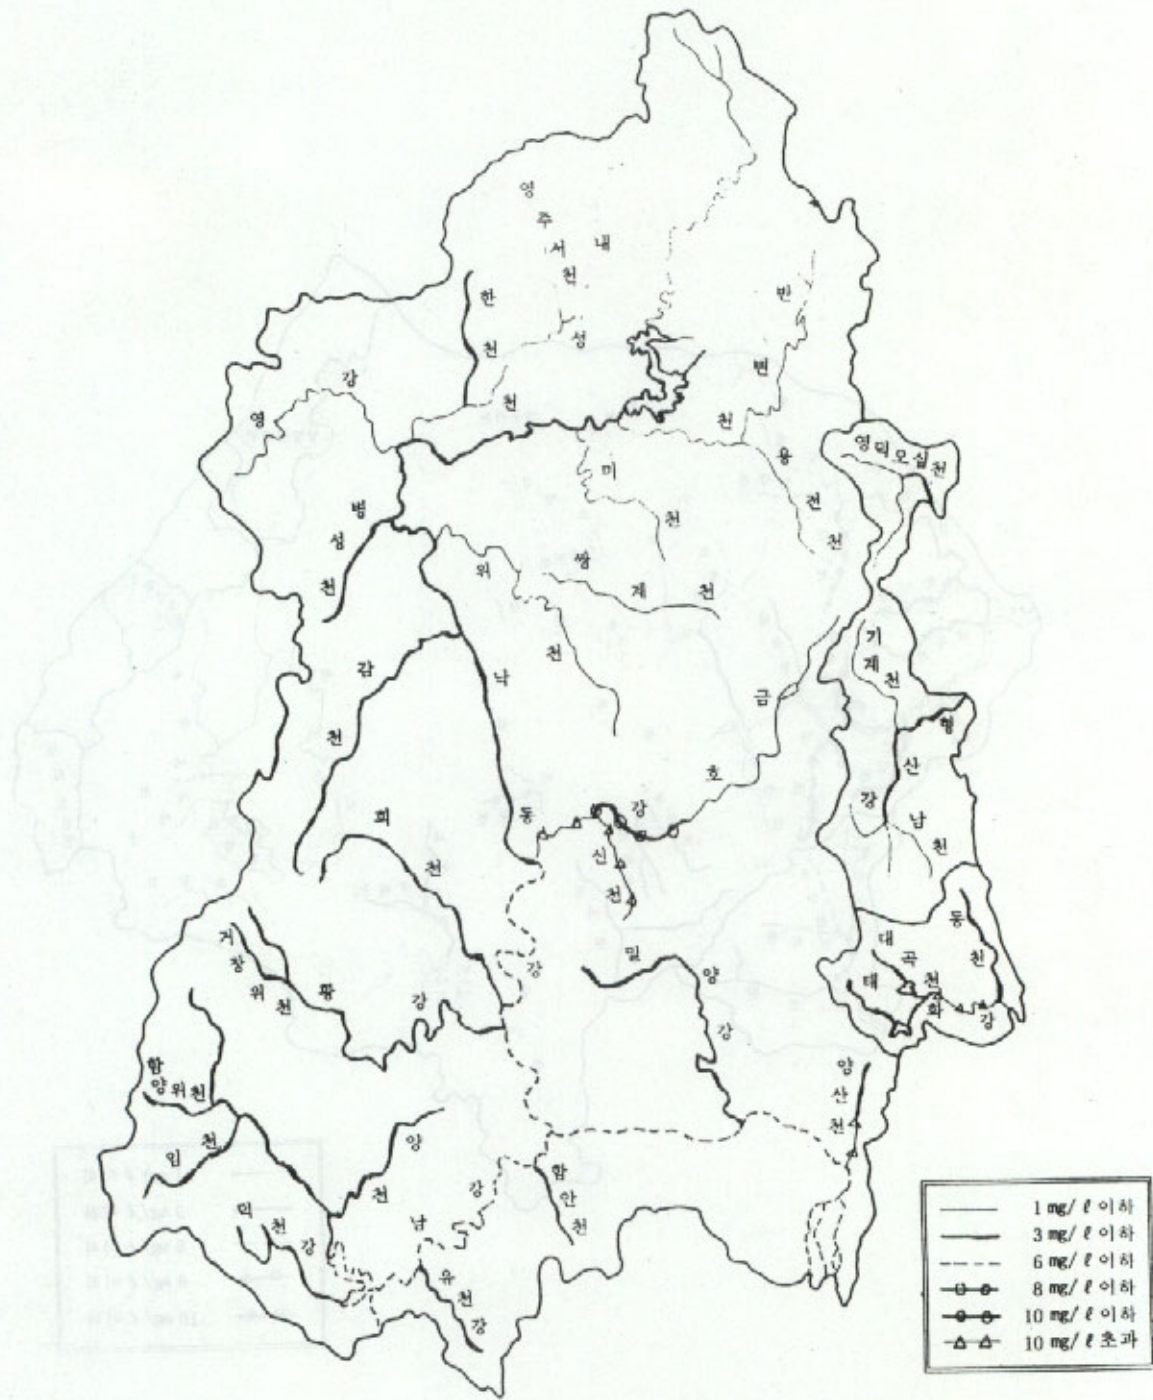 영주서천
내성천
한천
반변천
영강
영덕오십천
용전천
미천
병성천
쌍계천
위천
감천
낙동강
기계천
금호강
형산강
남천
회천
신천
동천
대곡천
태화강
밀양강
거창위천
황강
함양위천
양산천
임천
양천
함안천
덕천강
남강
유천강
1 mg/ℓ 이하
3 mg/ℓ 이하
6 mg/ℓ 이하
8 mg/ℓ 이하
10 mg/ℓ 이하
10 mg/ℓ 초과